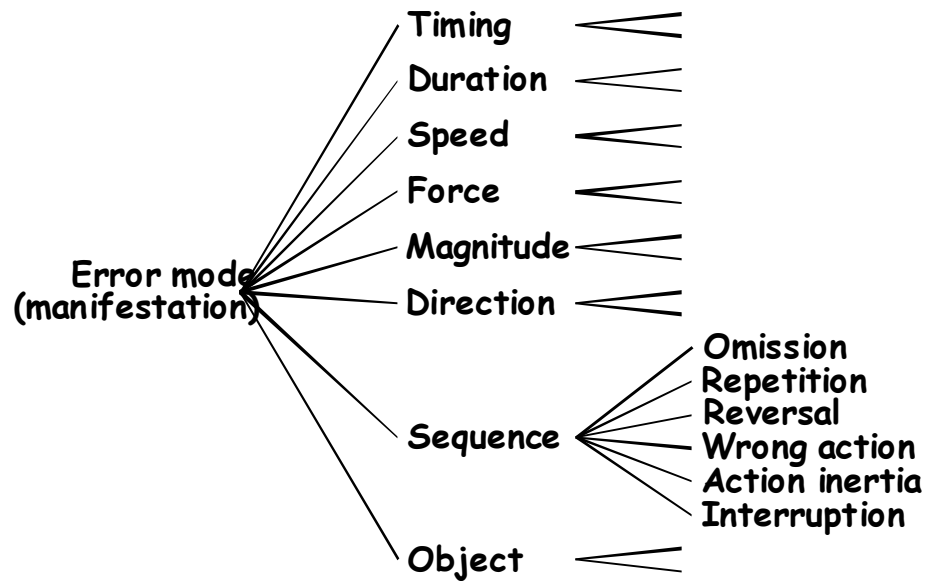 Timing
Duration
Speed
Force
Magnitude
Error mode
(manifestation)
Direction
Omission
Repetition
Reversal
Sequence
Wrong action
Action inertia
Interruption
Object